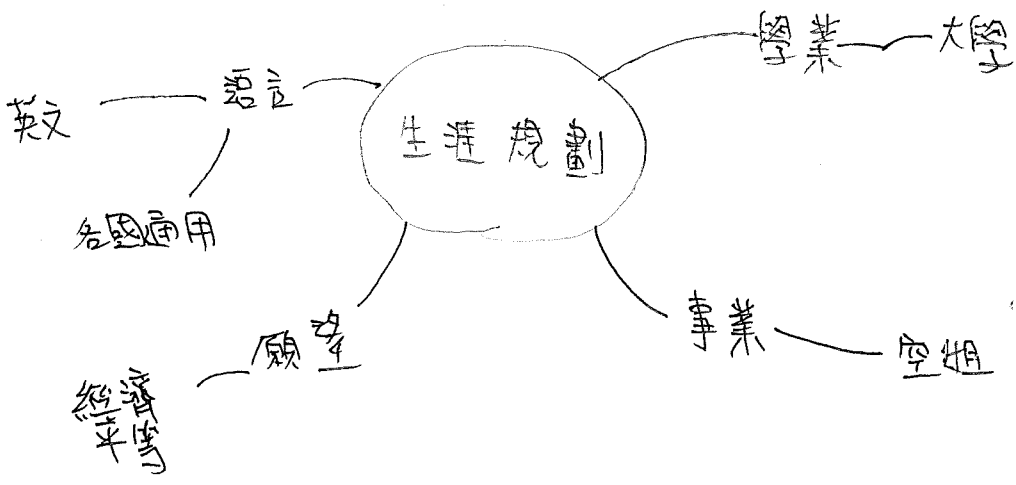 生涯規劃
學業
大學
語言
英文
各國通用
願望
經濟
平等
事業
空姐